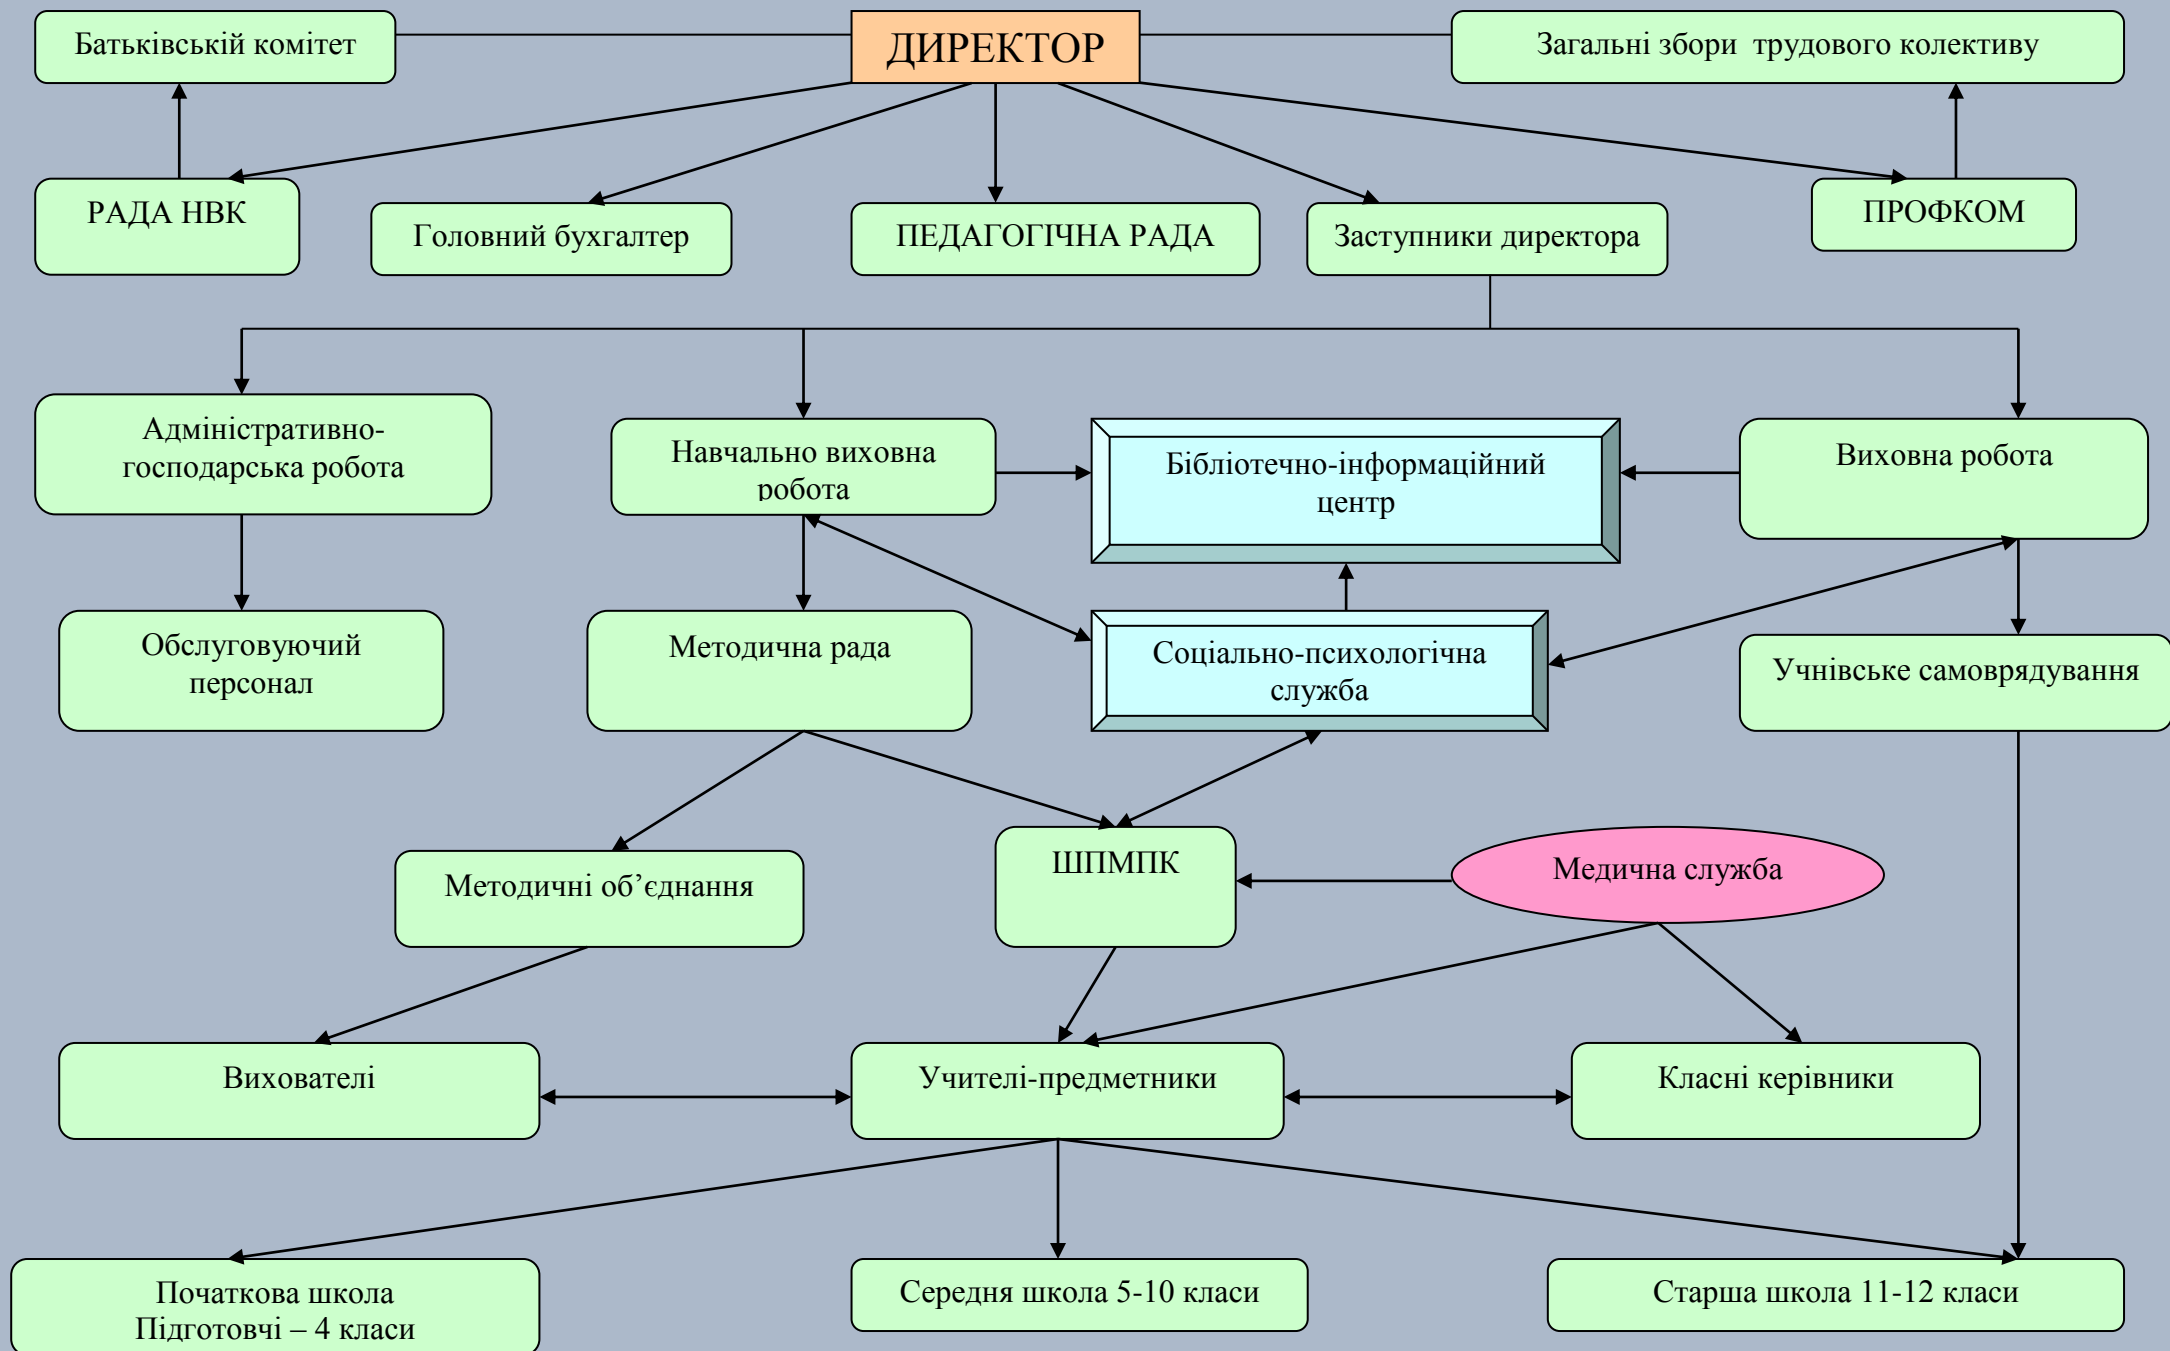 Батьківській комітет
ДИРЕКТОР
Загальні збори трудового колективу
РАДА НВК
Головний бухгалтер
ПЕДАГОГІЧНА РАДА
Заступники директора
ПРОФКОМ
Адміністративно-
господарська робота
Навчально виховна
робота
Бібліотечно-інформаційний
центр
Виховна робота
Обслуговуючий
персонал
Методична рада
Соціально-психологічна
служба
Учнівське самоврядування
Методичні об’єднання
ШПМПК
Медична служба
Вихователі
Учителі-предметники
Класні керівники
Початкова школа
Підготовчі – 4 класи
Середня школа 5-10 класи
Старша школа 11-12 класи